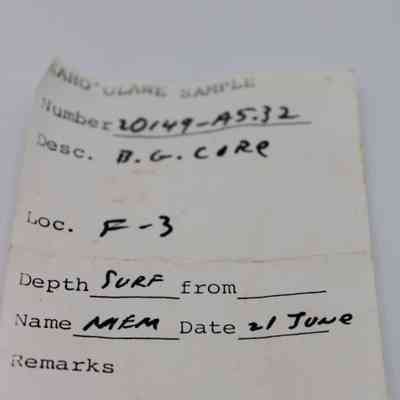 SAMPLE
Number 20149-A5.32
Desc. B.G. CORE
Loc. F-3
Depth SURF from
Name MEM Date 21 JUNE
Remarks